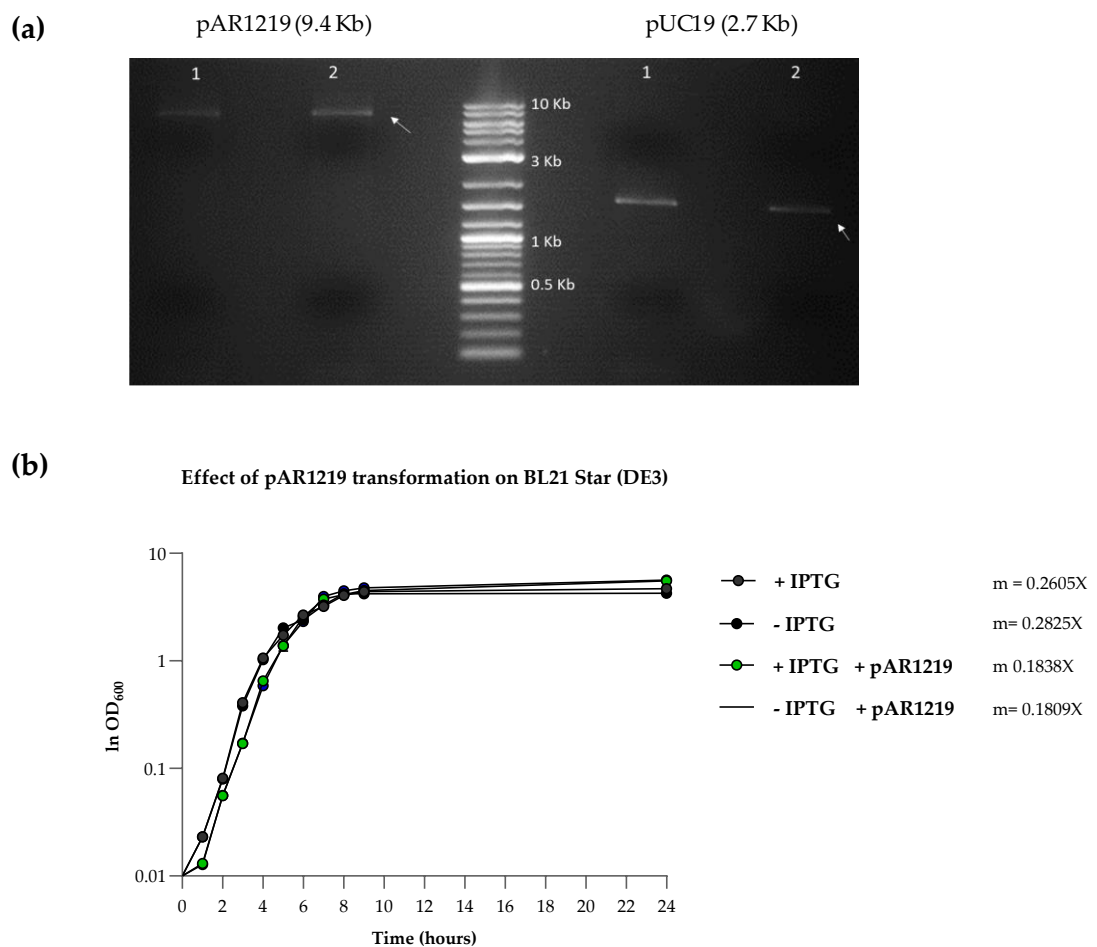 (a)
pAR1219 (9.4 Kb) pUC19 (2.7 Kb)
1 2 1 2
10 Kb
3 Kb
1 Kb
0.5 Kb
(b)
Effect of pAR1219 transformation on BL21 Star (DE3)
10
1
0.1
0.01
ln OD600
0 2 4 6 8 10 12 14 16 18 20 22 24
Time (hours)
+ IPTG m = 0.2605X
- IPTG m= 0.2825X
+ IPTG + pAR1219 m 0.1838X
- IPTG + pAR1219 m= 0.1809X